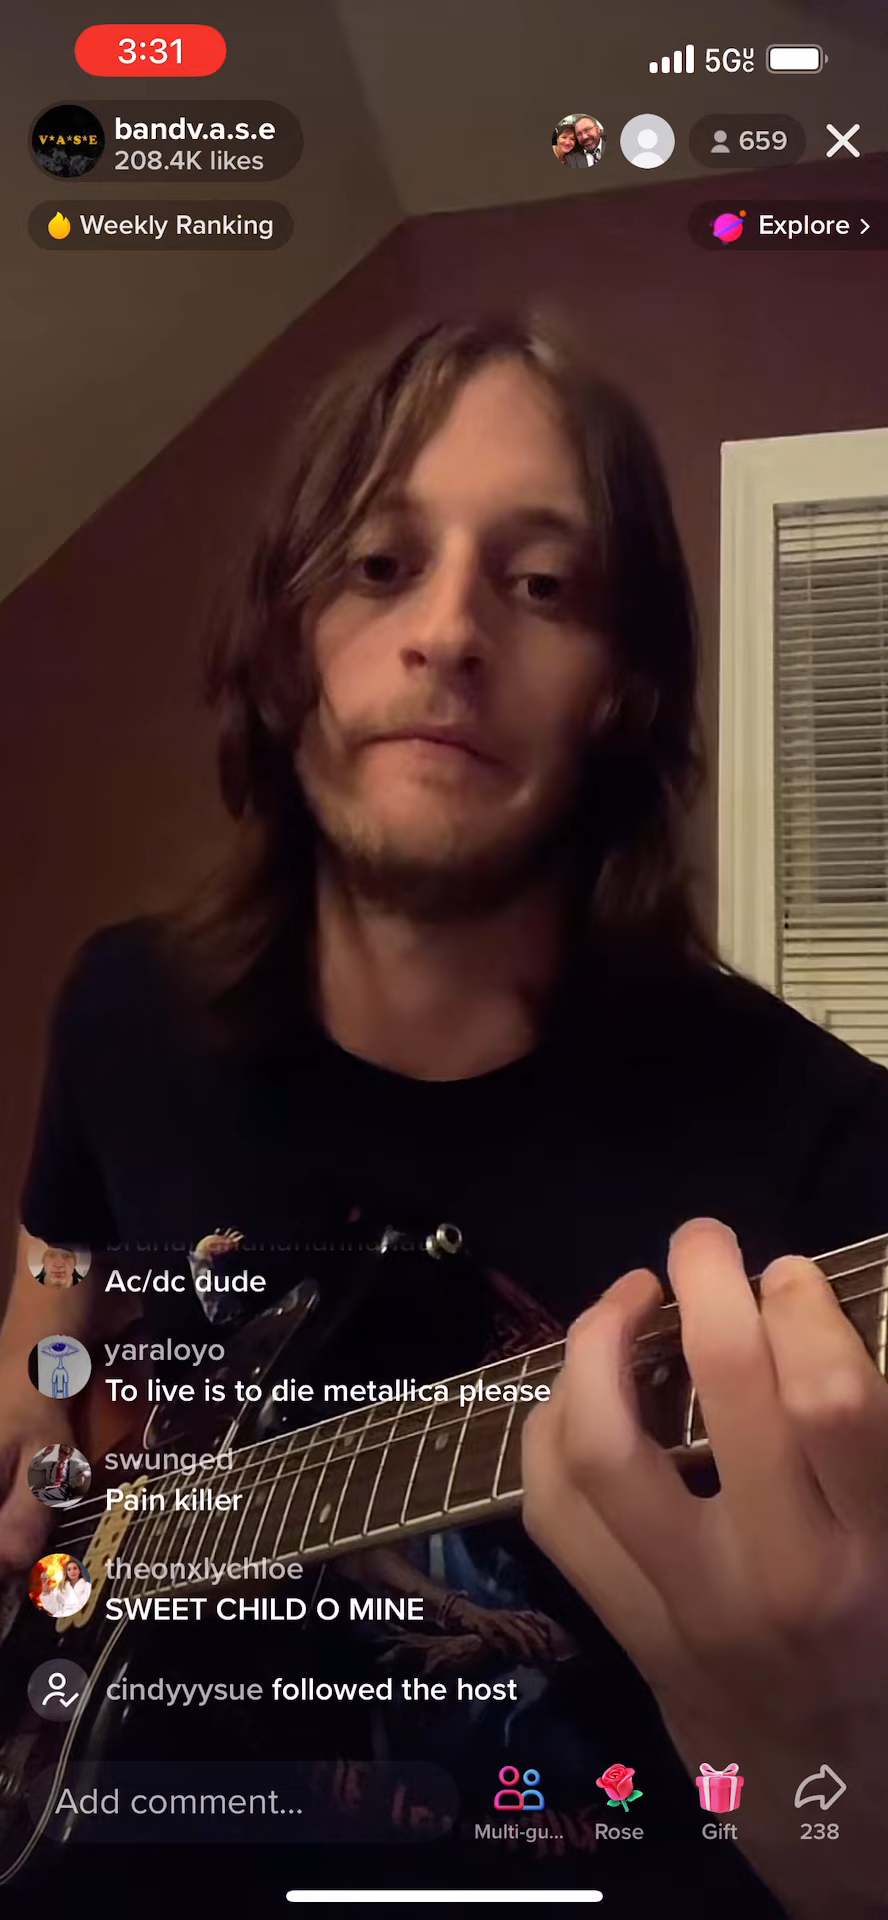 3:31
5G UC
V*A*S*E
bandv.a.s.e
208.4K likes
659
Weekly Ranking
Explore >
Ac/dc dude
yaraloyo
To live is to die metallica please
swunged
Pain killer
theonxlychloe
SWEET CHILD O MINE
cindyyysue followed the host
Add comment...
Multi-gu...
Rose
Gift
238